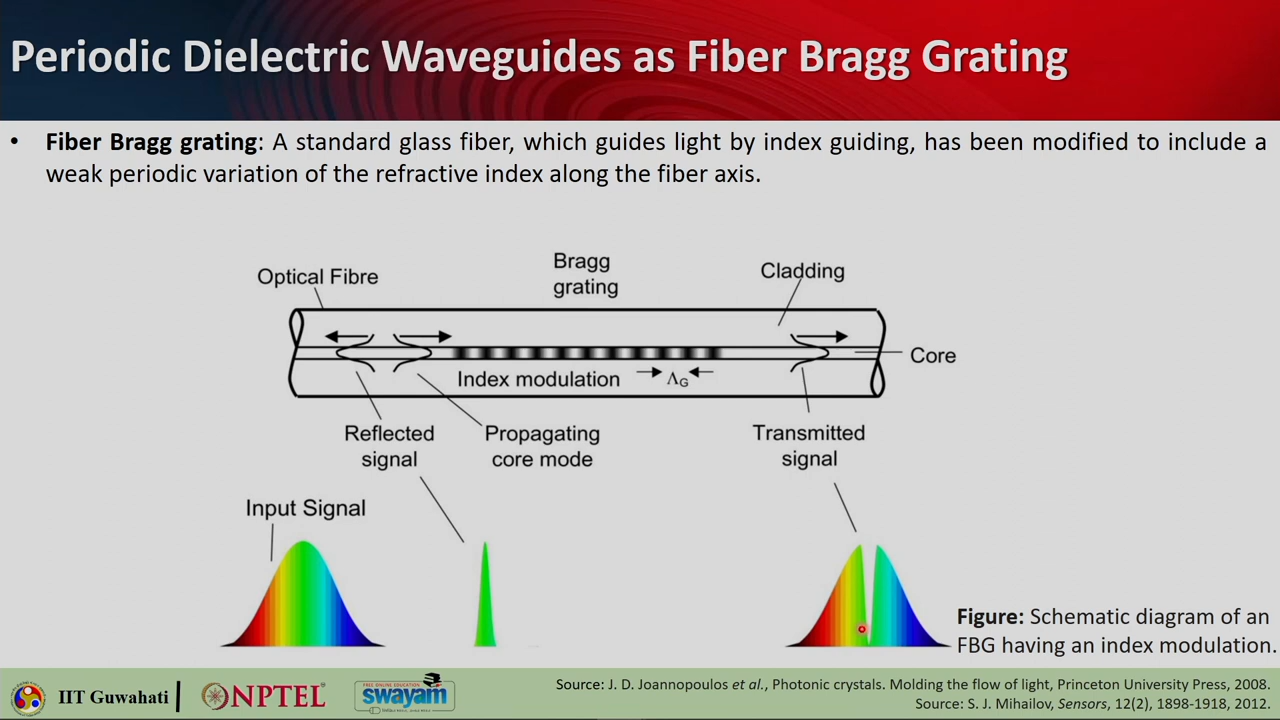 Periodic Dielectric Waveguides as Fiber Bragg Grating
• Fiber Bragg grating: A standard glass fiber, which guides light by index guiding, has been modified to include a
weak periodic variation of the refractive index along the fiber axis.
Optical Fibre
Bragg
grating
Cladding
Core
Index modulation
ΛG
Reflected
signal
Propagating
core mode
Transmitted
signal
Input Signal
Figure: Schematic diagram of an
FBG having an index modulation.
IIT Guwahati
NPTEL
FREE ONLINE EDUCATION
swayam
Source: J. D. Joannopoulos et al., Photonic crystals. Molding the flow of light, Princeton University Press, 2008.
Source: S. J. Mihailov, Sensors, 12(2), 1898-1918, 2012.